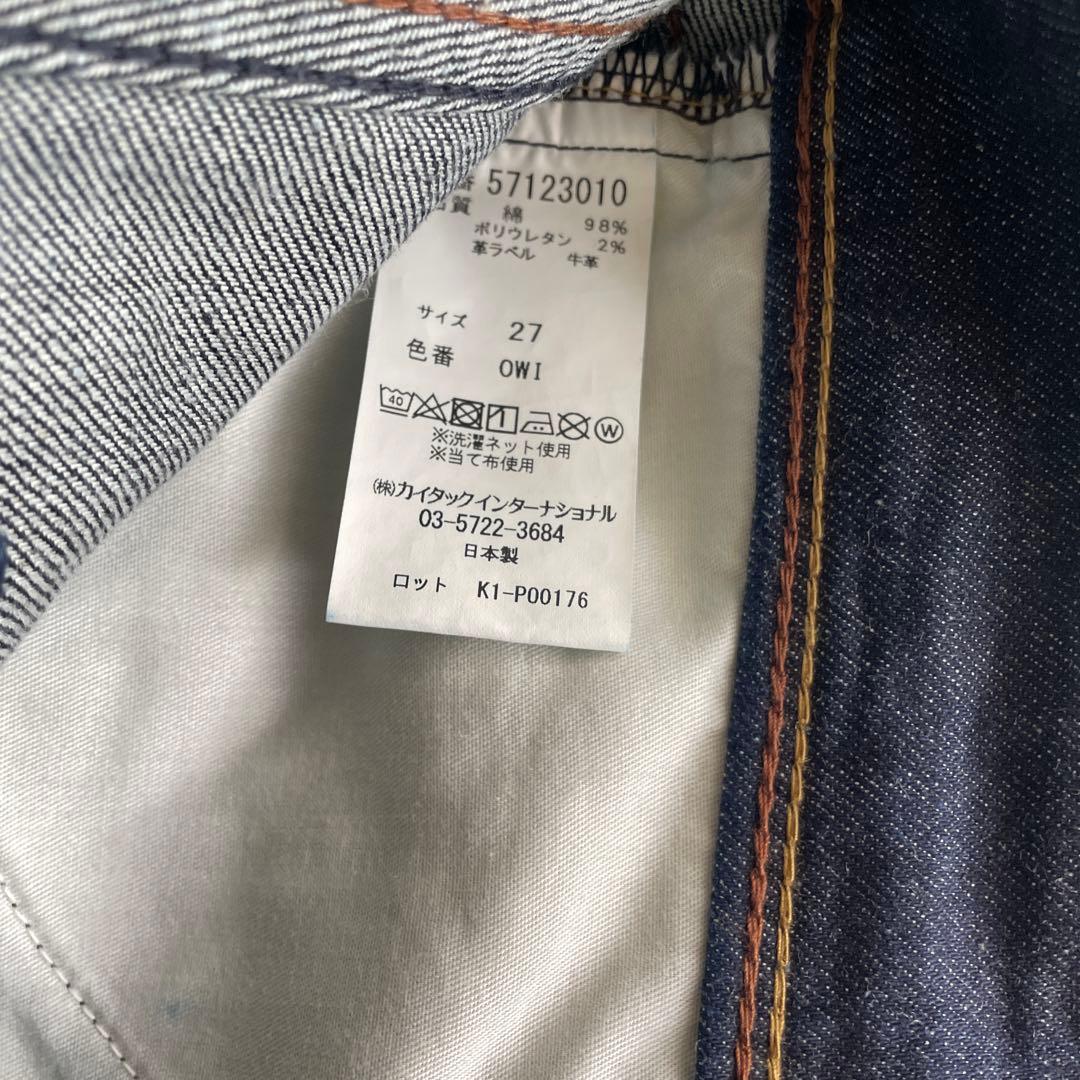 番 57123010
質 綿 98%
ポリウレタン 2%
革ラベル 牛革
サイズ 27
色番 OWI
40 W
※洗濯ネット使用
※当て布使用
(株)カイタックインターナショナル
03-5722-3684
日本製
ロット K1-P00176